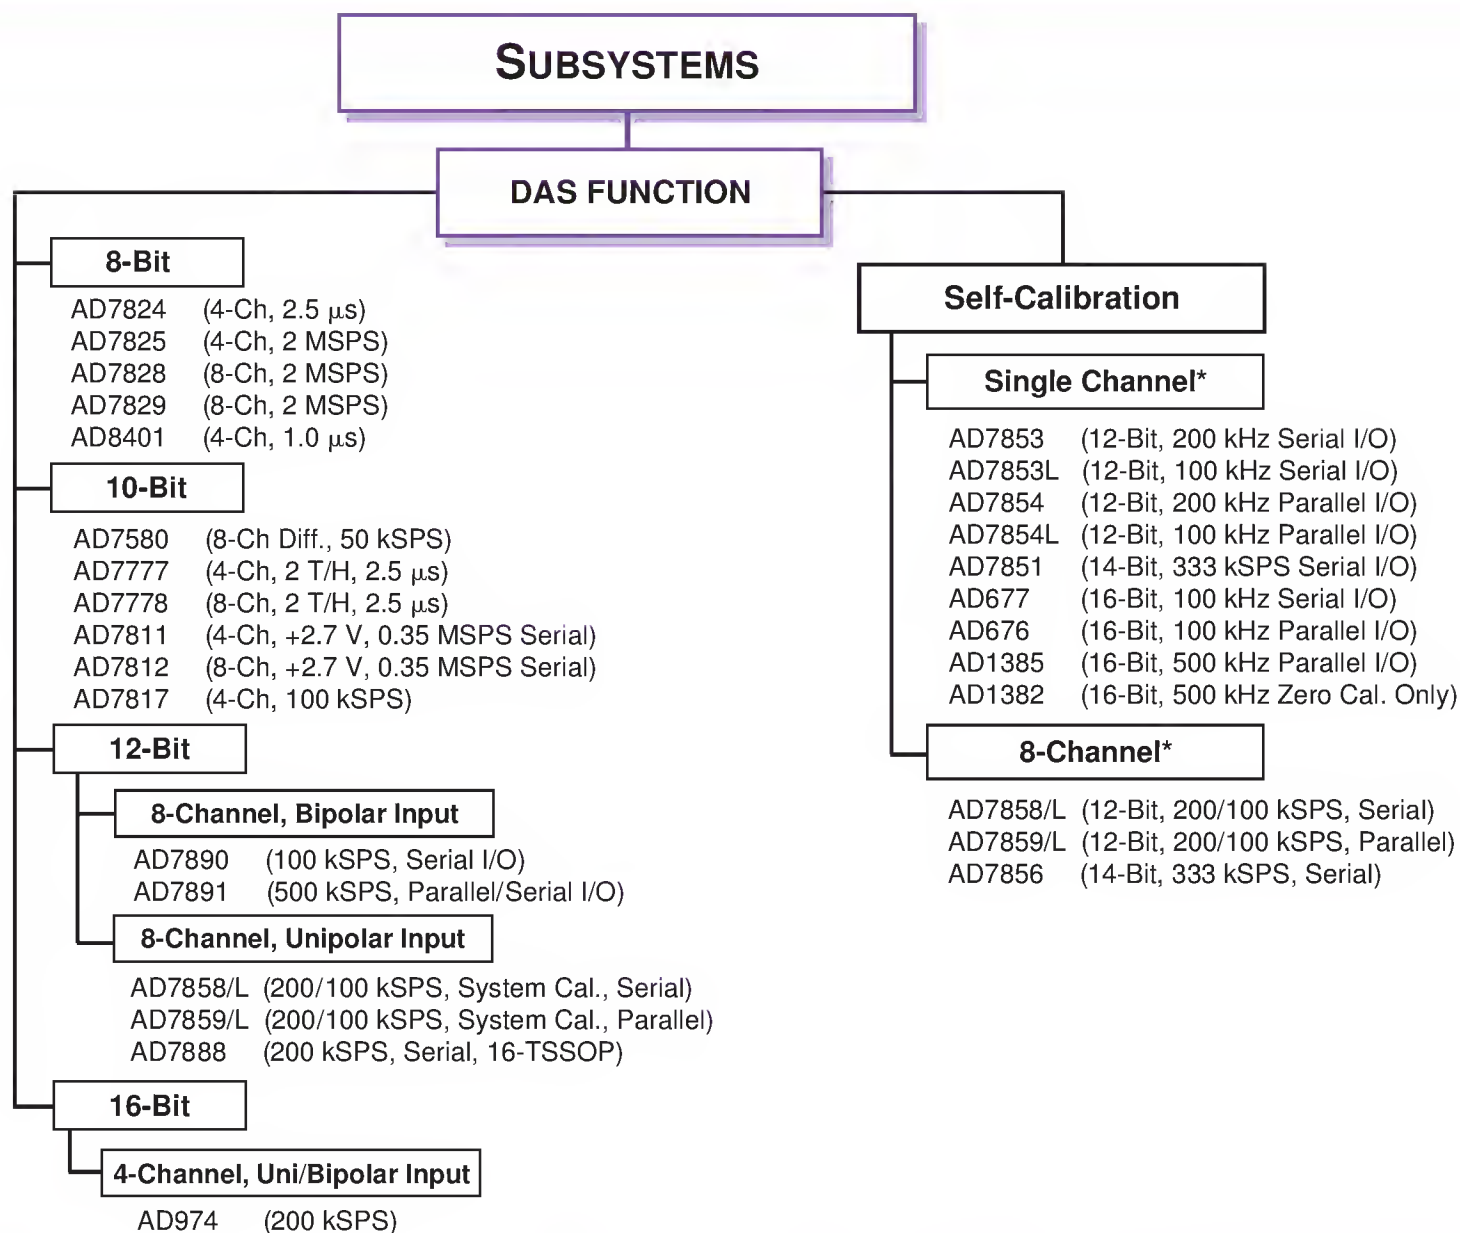 SUBSYSTEMS
DAS FUNCTION
8-Bit
AD7824 (4-Ch, 2.5 μs)
AD7825 (4-Ch, 2 MSPS)
AD7828 (8-Ch, 2 MSPS)
AD7829 (8-Ch, 2 MSPS)
AD8401 (4-Ch, 1.0 μs)
10-Bit
AD7580 (8-Ch Diff., 50 kSPS)
AD7777 (4-Ch, 2 T/H, 2.5 μs)
AD7778 (8-Ch, 2 T/H, 2.5 μs)
AD7811 (4-Ch, +2.7 V, 0.35 MSPS Serial)
AD7812 (8-Ch, +2.7 V, 0.35 MSPS Serial)
AD7817 (4-Ch, 100 kSPS)
12-Bit
8-Channel, Bipolar Input
AD7890 (100 kSPS, Serial I/O)
AD7891 (500 kSPS, Parallel/Serial I/O)
8-Channel, Unipolar Input
AD7858/L (200/100 kSPS, System Cal., Serial)
AD7859/L (200/100 kSPS, System Cal., Parallel)
AD7888 (200 kSPS, Serial, 16-TSSOP)
16-Bit
4-Channel, Uni/Bipolar Input
AD974 (200 kSPS)
Self-Calibration
Single Channel*
AD7853 (12-Bit, 200 kHz Serial I/O)
AD7853L (12-Bit, 100 kHz Serial I/O)
AD7854 (12-Bit, 200 kHz Parallel I/O)
AD7854L (12-Bit, 100 kHz Parallel I/O)
AD7851 (14-Bit, 333 kSPS Serial I/O)
AD677 (16-Bit, 100 kHz Serial I/O)
AD676 (16-Bit, 100 kHz Parallel I/O)
AD1385 (16-Bit, 500 kHz Parallel I/O)
AD1382 (16-Bit, 500 kHz Zero Cal. Only)
8-Channel*
AD7858/L (12-Bit, 200/100 kSPS, Serial)
AD7859/L (12-Bit, 200/100 kSPS, Parallel)
AD7856 (14-Bit, 333 kSPS, Serial)